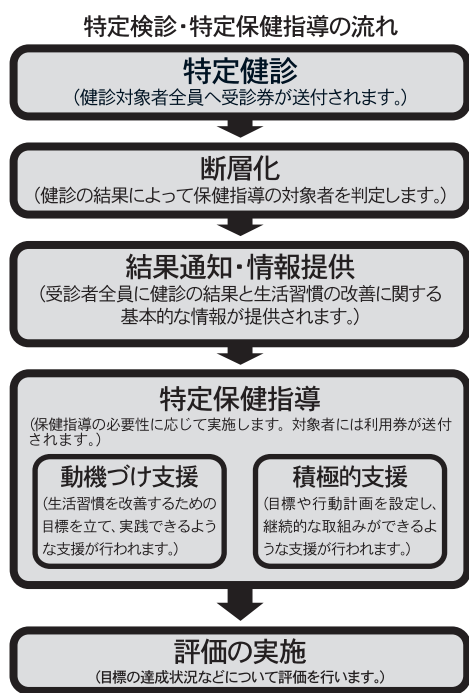 特定検診・特定保健指導の流れ
特定健診
（健診対象者全員へ受診券が送付されます。）
断層化
（健診の結果によって保健指導の対象者を判定します。）
結果通知・情報提供
（受診者全員に健診の結果と生活習慣の改善に関する
基本的な情報が提供されます。）
特定保健指導
（保健指導の必要性に応じて実施します。対象者には利用券が送付
されます。）
動機づけ支援
（生活習慣を改善するための
目標を立て、実践できるよう
な支援が行われます。）
積極的支援
（目標や行動計画を設定し、
継続的な取組みができるよ
うな支援が行われます。）
評価の実施
（目標の達成状況などについて評価を行います。）